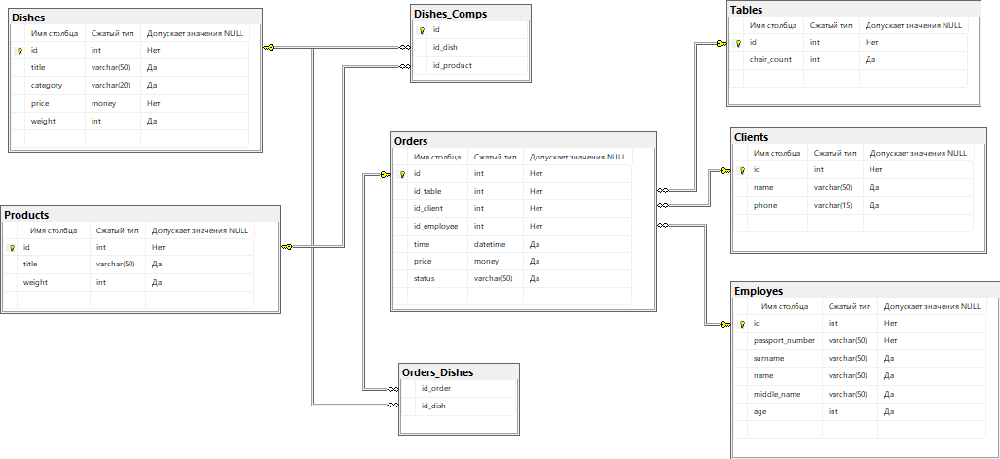 Dishes
Имя столбца Сжатый тип Допускает значения NULL
id int Нет
title varchar(50) Да
category varchar(20) Да
price money Нет
weight int Да
Dishes_Comps
id
id_dish
id_product
Tables
Имя столбца Сжатый тип Допускает значения NULL
id int Нет
chair_count int Да
Orders
Имя столбца Сжатый тип Допускает значения NULL
id int Нет
id_table int Нет
id_client int Нет
id_employee int Нет
time datetime Да
price money Да
status varchar(50) Да
Clients
Имя столбца Сжатый тип Допускает значения NULL
id int Нет
name varchar(50) Да
phone varchar(15) Да
Products
Имя столбца Сжатый тип Допускает значения NULL
id int Нет
title varchar(50) Да
weight int Да
Employes
Имя столбца Сжатый тип Допускает значения NULL
id int Нет
passport_number varchar(50) Нет
surname varchar(50) Да
name varchar(50) Да
middle_name varchar(50) Да
age int Да
Orders_Dishes
id_order
id_dish